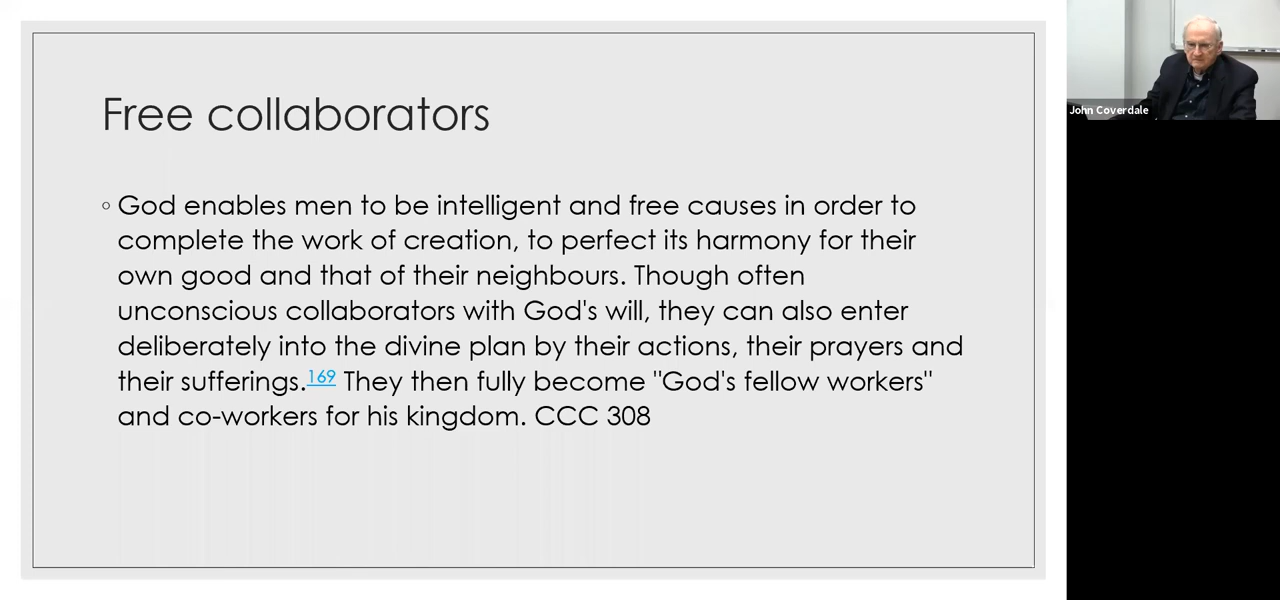 Free collaborators
◦ God enables men to be intelligent and free causes in order to
complete the work of creation, to perfect its harmony for their
own good and that of their neighbours. Though often
unconscious collaborators with God's will, they can also enter
deliberately into the divine plan by their actions, their prayers and
their sufferings.169 They then fully become "God's fellow workers"
and co-workers for his kingdom. CCC 308
John Coverdale